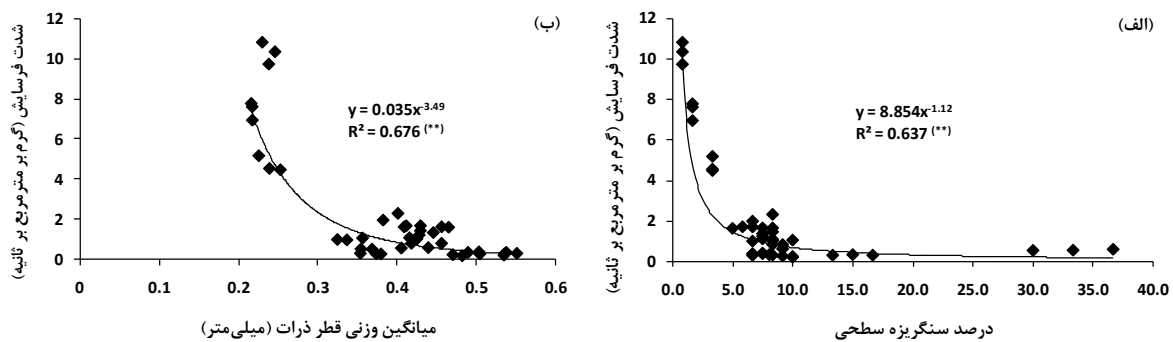 (الف)
شدت فرسایش (گرم بر مترمربع بر ثانیه)
12
10
8
6
4
2
0
y = 8.854x^-1.12
R² = 0.637 (**)
0.0 5.0 10.0 15.0 20.0 25.0 30.0 35.0 40.0
درصد سنگریزه سطحی
(ب)
شدت فرسایش (گرم بر مترمربع بر ثانیه)
12
10
8
6
4
2
0
y = 0.035x^-3.49
R² = 0.676 (**)
0 0.1 0.2 0.3 0.4 0.5 0.6
میانگین وزنی قطر ذرات (میلی‌متر)